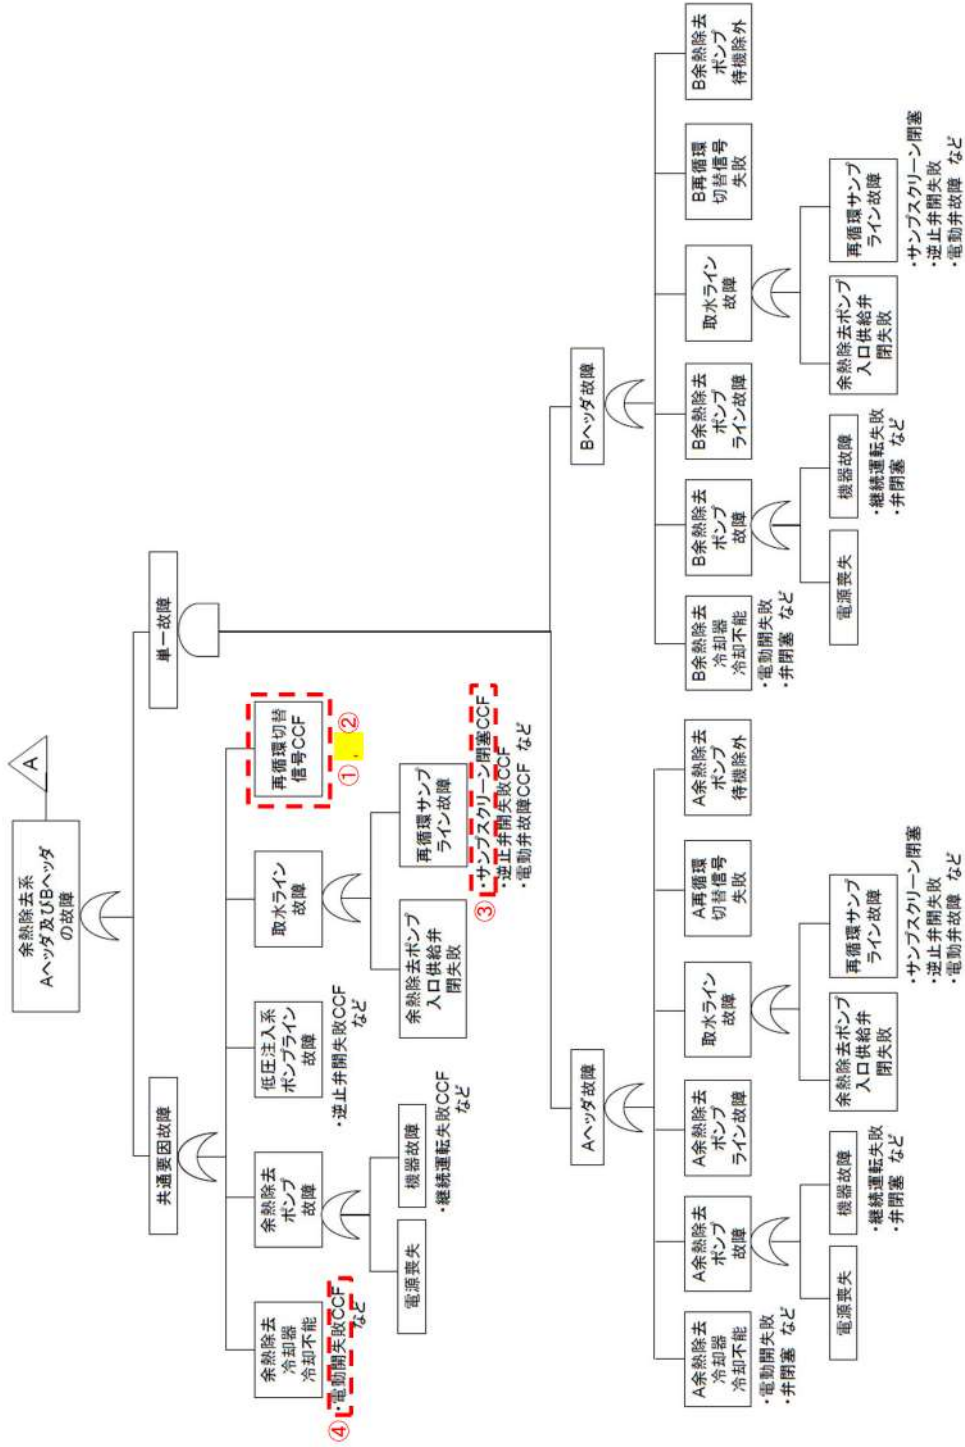 余熱除去系
Aヘッダ及びBヘッダ
の故障
A
共通要因故障
単一故障
余熱除去
冷却器
冷却不能
・電動開失敗CCF
など
④
余熱除去
ポンプ
故障
電源喪失
機器故障
・継続運転失敗CCF
など
低圧注入系
ポンプライン
故障
・逆止弁開失敗CCF
など
取水ライン
故障
余熱除去ポンプ
入口供給弁
閉失敗
再循環サンプ
ライン故障
③
・サンプスクリーン閉塞CCF
・逆止弁開失敗CCF
・電動弁故障CCF など
再循環切替
信号CCF
①、②
Aヘッダ故障
A余熱除去
冷却器
冷却不能
・電動開失敗
・弁閉塞 など
A余熱除去
ポンプ
故障
電源喪失
機器故障
・継続運転失敗
・弁閉塞 など
A余熱除去
ポンプ
ライン故障
取水ライン
故障
余熱除去ポンプ
入口供給弁
閉失敗
再循環サンプ
ライン故障
・サンプスクリーン閉塞
・逆止弁開失敗
・電動弁故障 など
A再循環
切替信号
失敗
A余熱除去
ポンプ
待機除外
Bヘッダ故障
B余熱除去
冷却器
冷却不能
・電動開失敗
・弁閉塞 など
B余熱除去
ポンプ
故障
電源喪失
機器故障
・継続運転失敗
・弁閉塞 など
B余熱除去
ポンプ
ライン故障
取水ライン
故障
余熱除去ポンプ
入口供給弁
閉失敗
再循環サンプ
ライン故障
・サンプスクリーン閉塞
・逆止弁開失敗
・電動弁故障 など
B再循環
切替信号
失敗
B余熱除去
ポンプ
待機除外